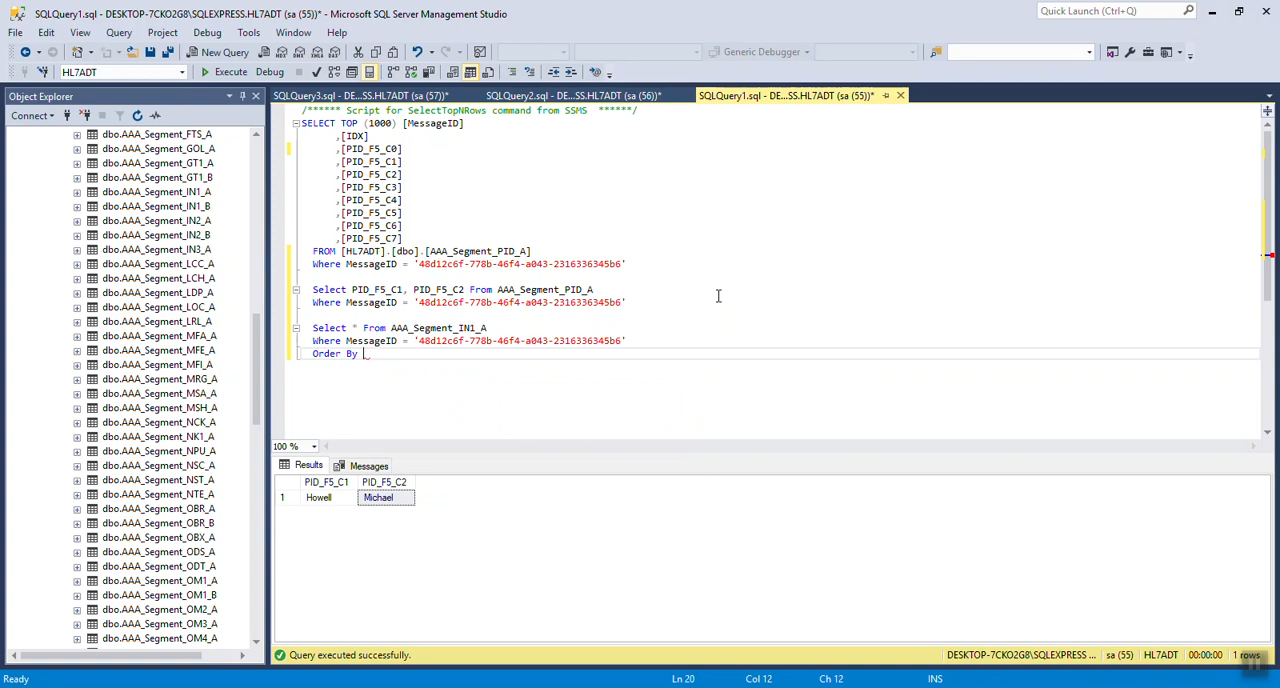 SQLQuery1.sql - DESKTOP-7CKO2G8\SQLEXPRESS.HL7ADT (sa (55))* - Microsoft SQL Server Management Studio
Quick Launch (Ctrl+Q)
File Edit View Query Project Debug Tools Window Help
New Query MDX DMX XMLA DAX Generic Debugger
HL7ADT Execute Debug
Object Explorer
SQLQuery3.sql - DE...SS.HL7ADT (sa (57))* SQLQuery2.sql - DE...SS.HL7ADT (sa (56))* SQLQuery1.sql - DE...SS.HL7ADT (sa (55))*
Connect
dbo.AAA_Segment_FTS_A
dbo.AAA_Segment_GOL_A
dbo.AAA_Segment_GT1_A
dbo.AAA_Segment_GT1_B
dbo.AAA_Segment_IN1_A
dbo.AAA_Segment_IN1_B
dbo.AAA_Segment_IN2_A
dbo.AAA_Segment_IN2_B
dbo.AAA_Segment_IN3_A
dbo.AAA_Segment_LCC_A
dbo.AAA_Segment_LCH_A
dbo.AAA_Segment_LDP_A
dbo.AAA_Segment_LOC_A
dbo.AAA_Segment_LRL_A
dbo.AAA_Segment_MFA_A
dbo.AAA_Segment_MFE_A
dbo.AAA_Segment_MFI_A
dbo.AAA_Segment_MRG_A
dbo.AAA_Segment_MSA_A
dbo.AAA_Segment_MSH_A
dbo.AAA_Segment_NCK_A
dbo.AAA_Segment_NK1_A
dbo.AAA_Segment_NPU_A
dbo.AAA_Segment_NSC_A
dbo.AAA_Segment_NST_A
dbo.AAA_Segment_NTE_A
dbo.AAA_Segment_OBR_A
dbo.AAA_Segment_OBR_B
dbo.AAA_Segment_OBX_A
dbo.AAA_Segment_ODS_A
dbo.AAA_Segment_ODT_A
dbo.AAA_Segment_OM1_A
dbo.AAA_Segment_OM1_B
dbo.AAA_Segment_OM2_A
dbo.AAA_Segment_OM3_A
dbo.AAA_Segment_OM4_A
/****** Script for SelectTopNRows command from SSMS ******/
SELECT TOP (1000) [MessageID]
,[IDX]
,[PID_F5_C0]
,[PID_F5_C1]
,[PID_F5_C2]
,[PID_F5_C3]
,[PID_F5_C4]
,[PID_F5_C5]
,[PID_F5_C6]
,[PID_F5_C7]
FROM [HL7ADT].[dbo].[AAA_Segment_PID_A]
Where MessageID = '48d12c6f-778b-46f4-a043-2316336345b6'
Select PID_F5_C1, PID_F5_C2 From AAA_Segment_PID_A
Where MessageID = '48d12c6f-778b-46f4-a043-2316336345b6'
Select * From AAA_Segment_IN1_A
Where MessageID = '48d12c6f-778b-46f4-a043-2316336345b6'
Order By
100 %
Results Messages
PID_F5_C1 PID_F5_C2
1 Howell Michael
Query executed successfully. DESKTOP-7CKO2G8\SQLEXPRESS ... sa (55) HL7ADT 00:00:00 1 rows
Ready Ln 20 Col 12 Ch 12 INS